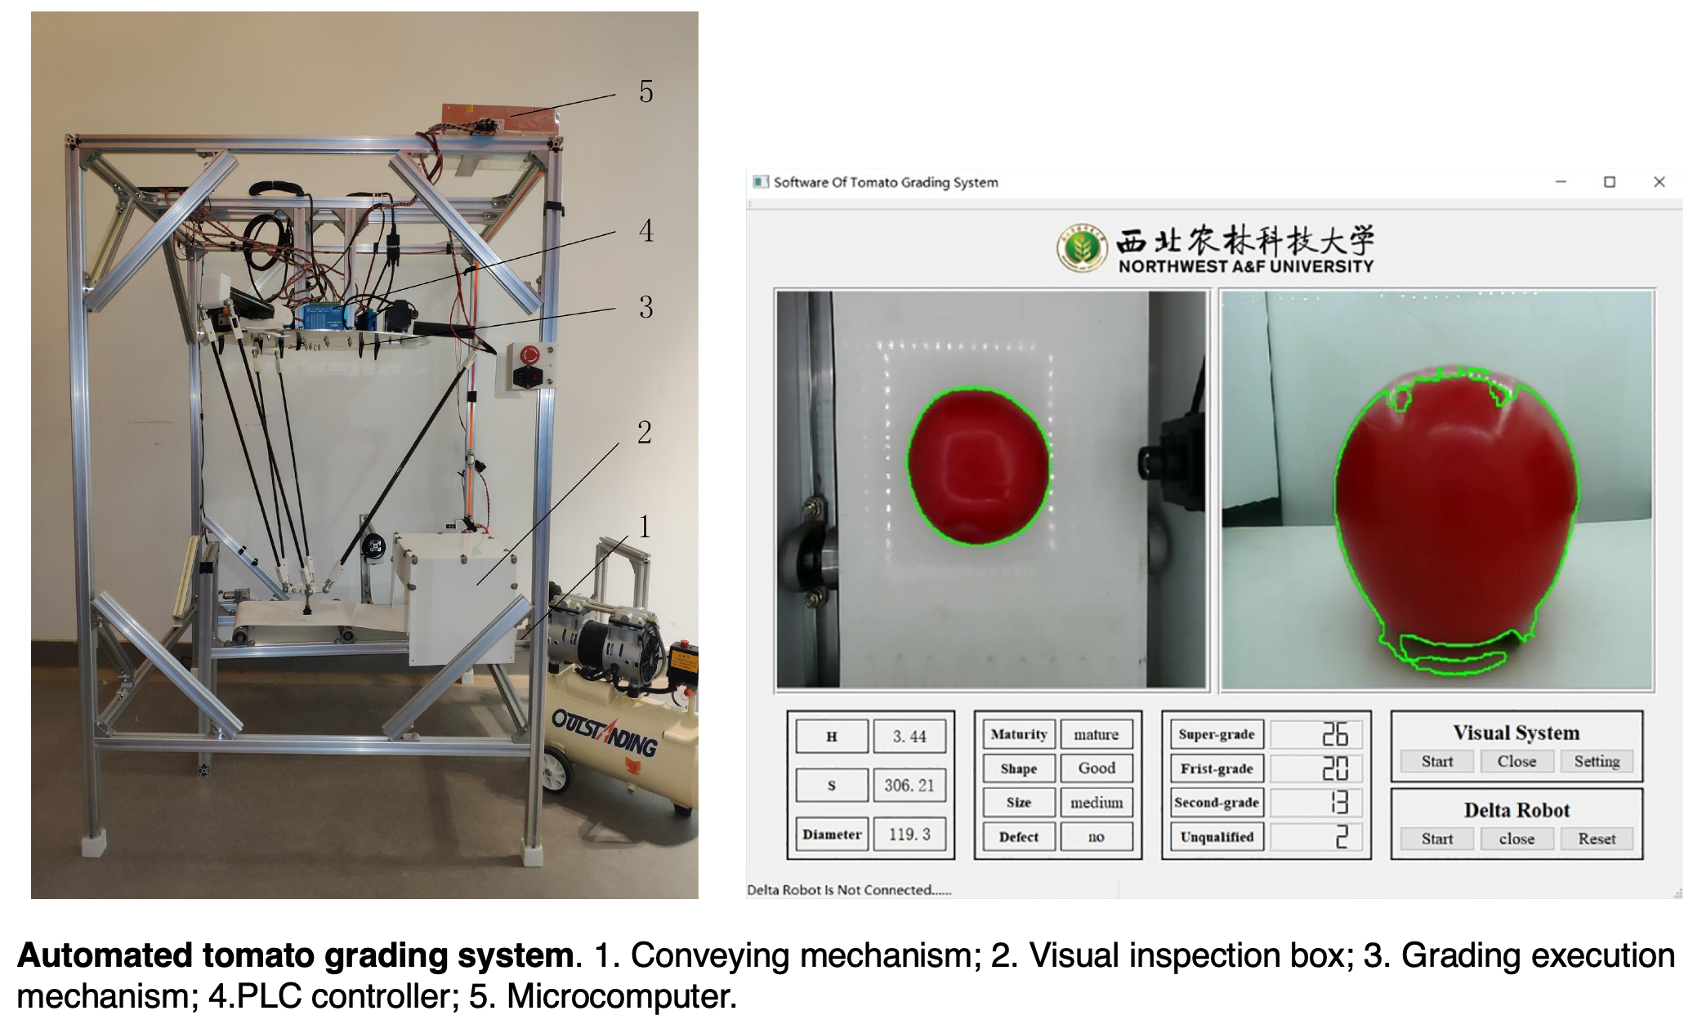 5
4
3
2
1
OUTSTANDING
Software Of Tomato Grading System
西北农林科技大学
NORTHWEST A&F UNIVERSITY
H 3.44
S 306.21
Diameter 119.3
Maturity mature
Shape Good
Size medium
Defect no
Super-grade 26
Frist-grade 20
Second-grade 13
Unqualified 2
Visual System
Start Close Setting
Delta Robot
Start close Reset
Delta Robot Is Not Connected......
Automated tomato grading system. 1. Conveying mechanism; 2. Visual inspection box; 3. Grading execution
mechanism; 4.PLC controller; 5. Microcomputer.